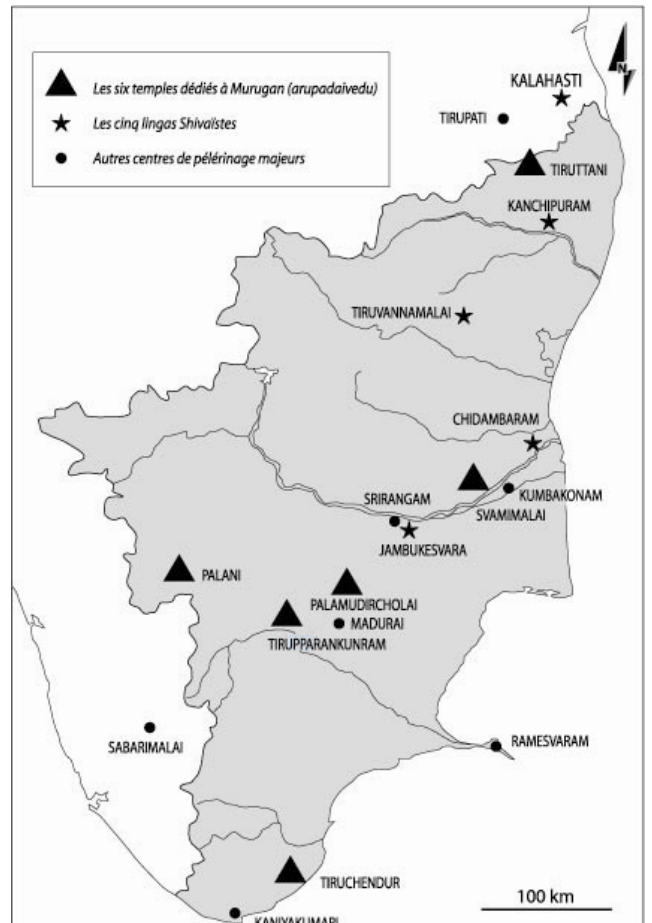 Les six temples dédiés à Murugan (arupadaivedu)
Les cinq lingas Shivaïstes
Autres centres de pélérinage majeurs
N
KALAHASTI
TIRUPATI
TIRUTTANI
KANCHIPURAM
TIRUVANNAMALAI
CHIDAMBARAM
KUMBAKONAM
SRIRANGAM
SVAMIMALAI
JAMBUKESVARA
PALANI
PALAMUDIRCHOLAI
MADURAI
TIRUPPARANKUNRAM
SABARIMALAI
RAMESVARAM
TIRUCHENDUR
100 km
KANIYAKUMARI